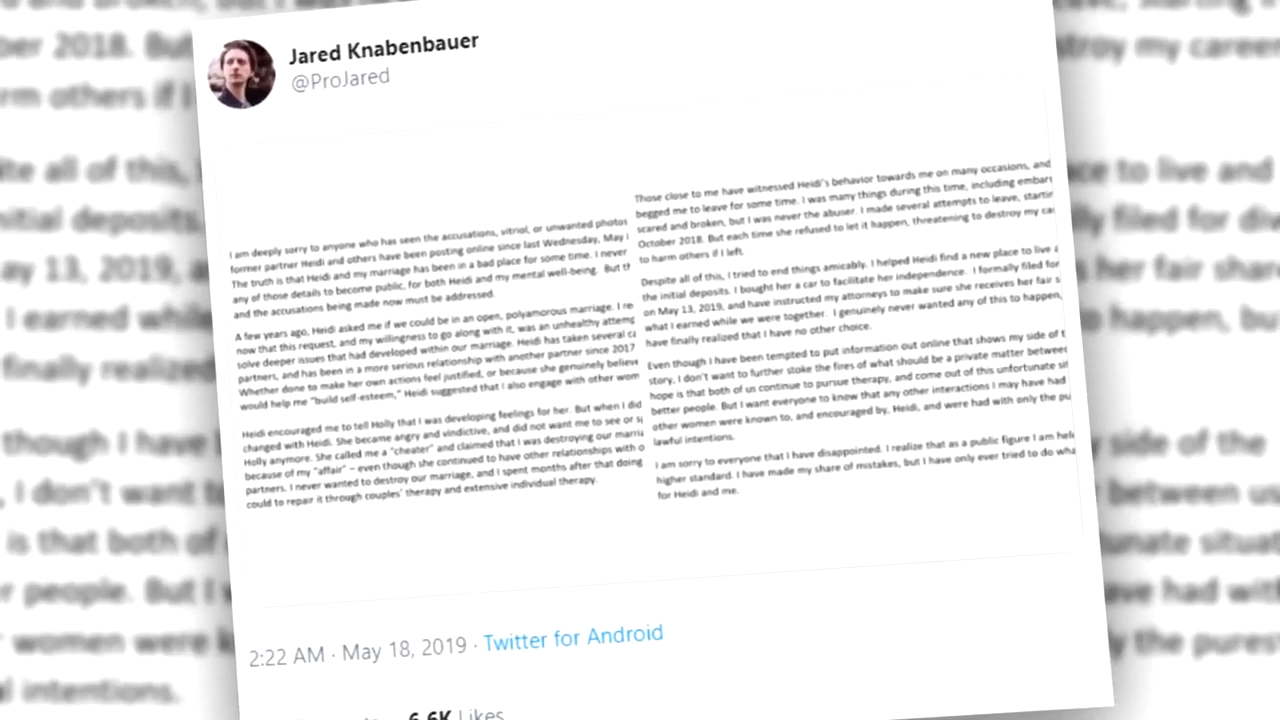 Jared Knabenbauer
@ProJared
I am deeply sorry to anyone who has seen the accusations, vitriol, or unwanted photos
former partner Heidi and others have been posting online since last Wednesday, May
The truth is that Heidi and my marriage has been in a bad place for some time. I never
any of those details to become public, for both Heidi and my mental well-being. But th
and the accusations being made now must be addressed.
A few years ago, Heidi asked me if we could be in an open, polyamorous marriage. I re
now that this request, and my willingness to go along with it, was an unhealthy attemp
solve deeper issues that had developed within our marriage. Heidi has taken several ca
partners, and has been in a more serious relationship with another partner since 2017
Whether done to make her own actions feel justified, or because she genuinely believe
would help me "build self-esteem," Heidi suggested that I also engage with other wom
Heidi encouraged me to tell Holly that I was developing feelings for her. But when I did
changed with Heidi. She became angry and vindictive, and did not want me to see or s
Holly anymore. She called me a "cheater" and claimed that I was destroying our marria
because of my "affair" – even though she continued to have other relationships with o
partners. I never wanted to destroy our marriage, and I spent months after that doing
could to repair it through couples' therapy and extensive individual therapy.
Those close to me have witnessed Heidi's behavior towards me on many occasions, and
begged me to leave for some time. I was many things during this time, including embarr
scared and broken, but I was never the abuser. I made several attempts to leave, startin
October 2018. But each time she refused to let it happen, threatening to destroy my ca
to harm others if I left.
Despite all of this, I tried to end things amicably. I helped Heidi find a new place to live a
the initial deposits. I bought her a car to facilitate her independence. I formally filed for
on May 13, 2019, and have instructed my attorneys to make sure she receives her fair s
what I earned while we were together. I genuinely never wanted any of this to happen,
have finally realized that I have no other choice.
Even though I have been tempted to put information out online that shows my side of t
story, I don't want to further stoke the fires of what should be a private matter between
hope is that both of us continue to pursue therapy, and come out of this unfortunate sit
better people. But I want everyone to know that any other interactions I may have had
other women were known to, and encouraged by, Heidi, and were had with only the pu
lawful intentions.
I am sorry to everyone that I have disappointed. I realize that as a public figure I am held
higher standard. I have made my share of mistakes, but I have only ever tried to do wha
for Heidi and me.
2:22 AM · May 18, 2019 · Twitter for Android
6.6K Likes